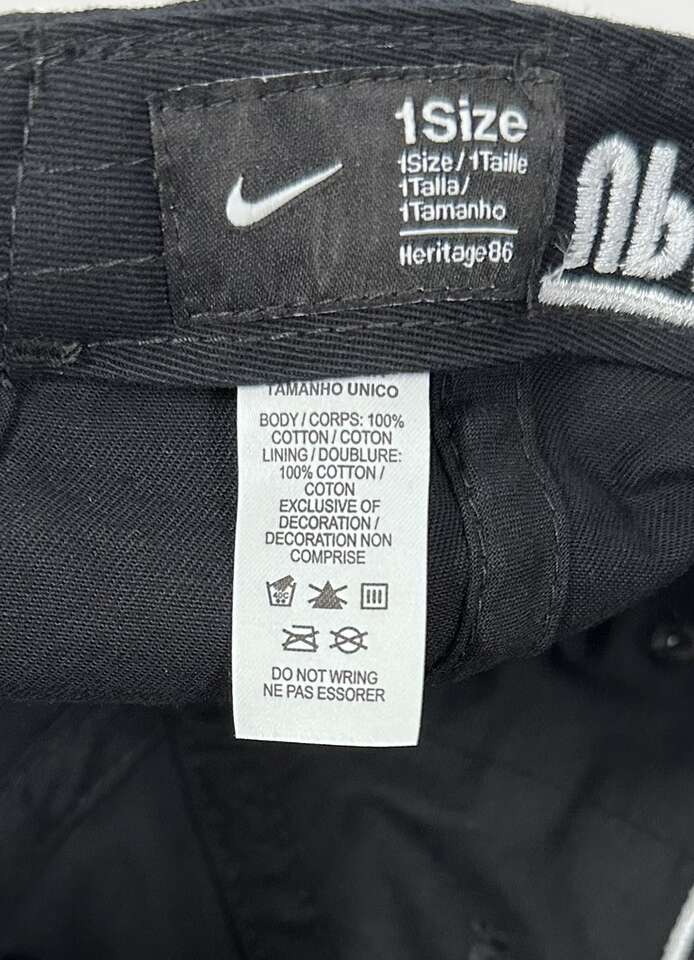 1Size
1Size/1Taille
1Talla/
1Tamanho
Heritage86
TAMANHO UNICO
BODY / CORPS: 100%
COTTON / COTON
LINING / DOUBLURE:
100% COTTON /
COTON
EXCLUSIVE OF
DECORATION /
DECORATION NON
COMPRISE
40C
DO NOT WRING
NE PAS ESSORER